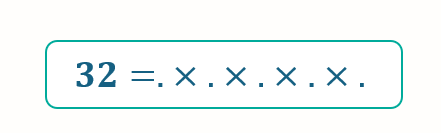 32 =. × . × . × . × .